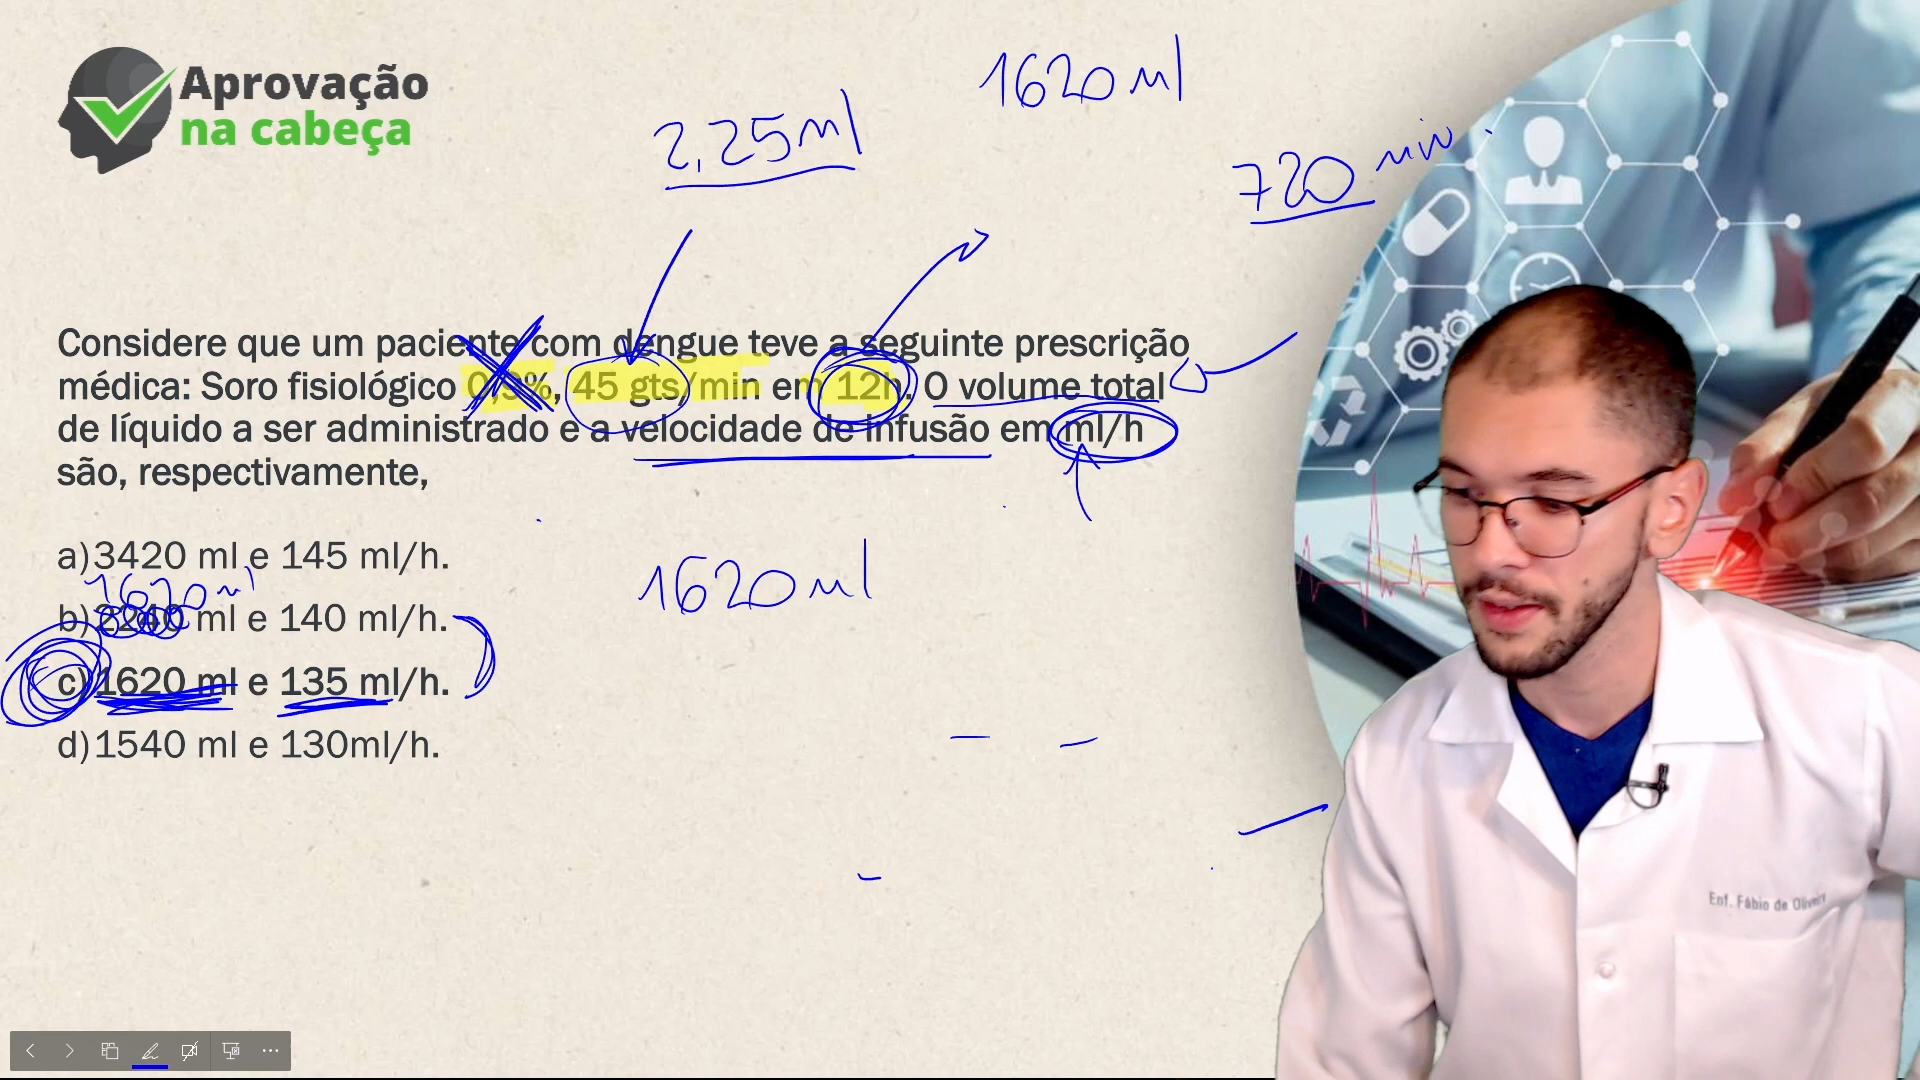 Aprovação
na cabeça
1620 ml
2,25 ml
720 min
Considere que um paciente com dengue teve a seguinte prescrição
médica: Soro fisiológico 0,9%, 45 gts/min em 12h. O volume total
de líquido a ser administrado e a velocidade de infusão em ml/h
são, respectivamente,
a) 3420 ml e 145 ml/h.
1620 ml
b) 2240 ml e 140 ml/h.
1620 ml
c) 1620 ml e 135 ml/h.
d) 1540 ml e 130ml/h.
Enf. Fábio de Oliveira